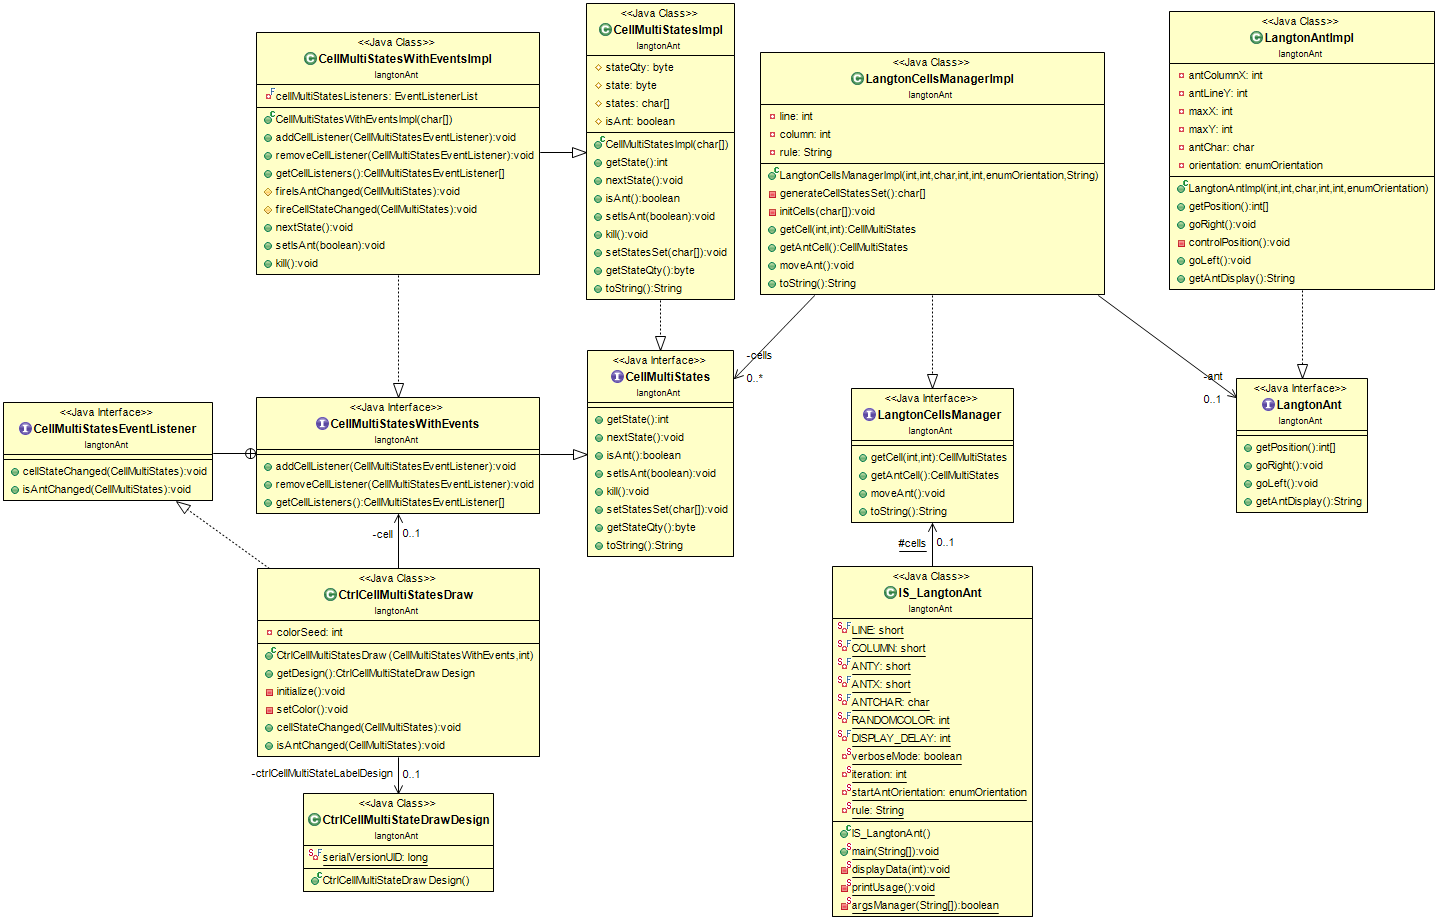 <<Java Class>>
CellMultiStatesWithEventsImpl
langtonAnt
cellMultiStatesListeners: EventListenerList
CellMultiStatesWithEventsImpl(char[])
addCellListener(CellMultiStatesEventListener):void
removeCellListener(CellMultiStatesEventListener):void
getCellListeners():CellMultiStatesEventListener[]
fireIsAntChanged(CellMultiStates):void
fireCellStateChanged(CellMultiStates):void
nextState():void
setIsAnt(boolean):void
kill():void
<<Java Class>>
CellMultiStatesImpl
langtonAnt
stateQty: byte
state: byte
states: char[]
isAnt: boolean
CellMultiStatesImpl(char[])
getState():int
nextState():void
isAnt():boolean
setIsAnt(boolean):void
kill():void
setStatesSet(char[]):void
getStateQty():byte
toString():String
<<Java Class>>
LangtonCellsManagerImpl
langtonAnt
line: int
column: int
rule: String
LangtonCellsManagerImpl(int,int,char,int,int,enumOrientation,String)
generateCellStatesSet():char[]
initCells(char[]):void
getCell(int,int):CellMultiStates
getAntCell():CellMultiStates
moveAnt():void
toString():String
<<Java Class>>
LangtonAntImpl
langtonAnt
antColumnX: int
antLineY: int
maxX: int
maxY: int
antChar: char
orientation: enumOrientation
LangtonAntImpl(int,int,char,int,int,enumOrientation)
getPosition():int[]
goRight():void
controlPosition():void
goLeft():void
getAntDisplay():String
-cells
0..*
-ant
0..1
<<Java Interface>>
CellMultiStatesEventListener
langtonAnt
cellStateChanged(CellMultiStates):void
isAntChanged(CellMultiStates):void
<<Java Interface>>
CellMultiStatesWithEvents
langtonAnt
addCellListener(CellMultiStatesEventListener):void
removeCellListener(CellMultiStatesEventListener):void
getCellListeners():CellMultiStatesEventListener[]
<<Java Interface>>
CellMultiStates
langtonAnt
getState():int
nextState():void
isAnt():boolean
setIsAnt(boolean):void
kill():void
setStatesSet(char[]):void
getStateQty():byte
toString():String
<<Java Interface>>
LangtonCellsManager
langtonAnt
getCell(int,int):CellMultiStates
getAntCell():CellMultiStates
moveAnt():void
toString():String
<<Java Interface>>
LangtonAnt
langtonAnt
getPosition():int[]
goRight():void
goLeft():void
getAntDisplay():String
-cell
0..1
#cells
0..1
<<Java Class>>
CtrlCellMultiStatesDraw
langtonAnt
colorSeed: int
CtrlCellMultiStatesDraw (CellMultiStatesWithEvents,int)
getDesign():CtrlCellMultiStateDraw Design
initialize():void
setColor():void
cellStateChanged(CellMultiStates):void
isAntChanged(CellMultiStates):void
-ctrlCellMultiStateLabelDesign
0..1
<<Java Class>>
CtrlCellMultiStateDrawDesign
langtonAnt
serialVersionUID: long
CtrlCellMultiStateDraw Design()
<<Java Class>>
IS_LangtonAnt
langtonAnt
LINE: short
COLUMN: short
ANTY: short
ANTX: short
ANTCHAR: char
RANDOMCOLOR: int
DISPLAY_DELAY: int
verboseMode: boolean
iteration: int
startAntOrientation: enumOrientation
rule: String
IS_LangtonAnt()
main(String[]):void
displayData(int):void
printUsage():void
argsManager(String[]):boolean